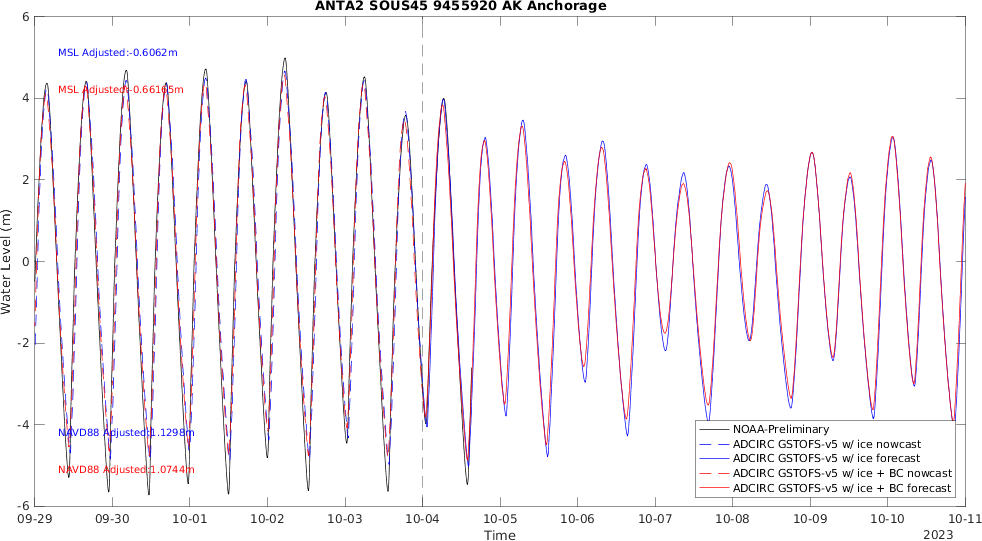 ANTA2 SOUS45 9455920 AK Anchorage
6
MSL Adjusted:-0.6062m
MSL Adjusted:-0.66165m
4
2
0
-2
-4
-6
Water Level (m)
NAVD88 Adjusted:1.1298m
NAVD88 Adjusted:1.0744m
NOAA-Preliminary
ADCIRC GSTOFS-v5 w/ ice nowcast
ADCIRC GSTOFS-v5 w/ ice forecast
ADCIRC GSTOFS-v5 w/ ice + BC nowcast
ADCIRC GSTOFS-v5 w/ ice + BC forecast
09-29 09-30 10-01 10-02 10-03 10-04 10-05 10-06 10-07 10-08 10-09 10-10 10-11
Time 2023